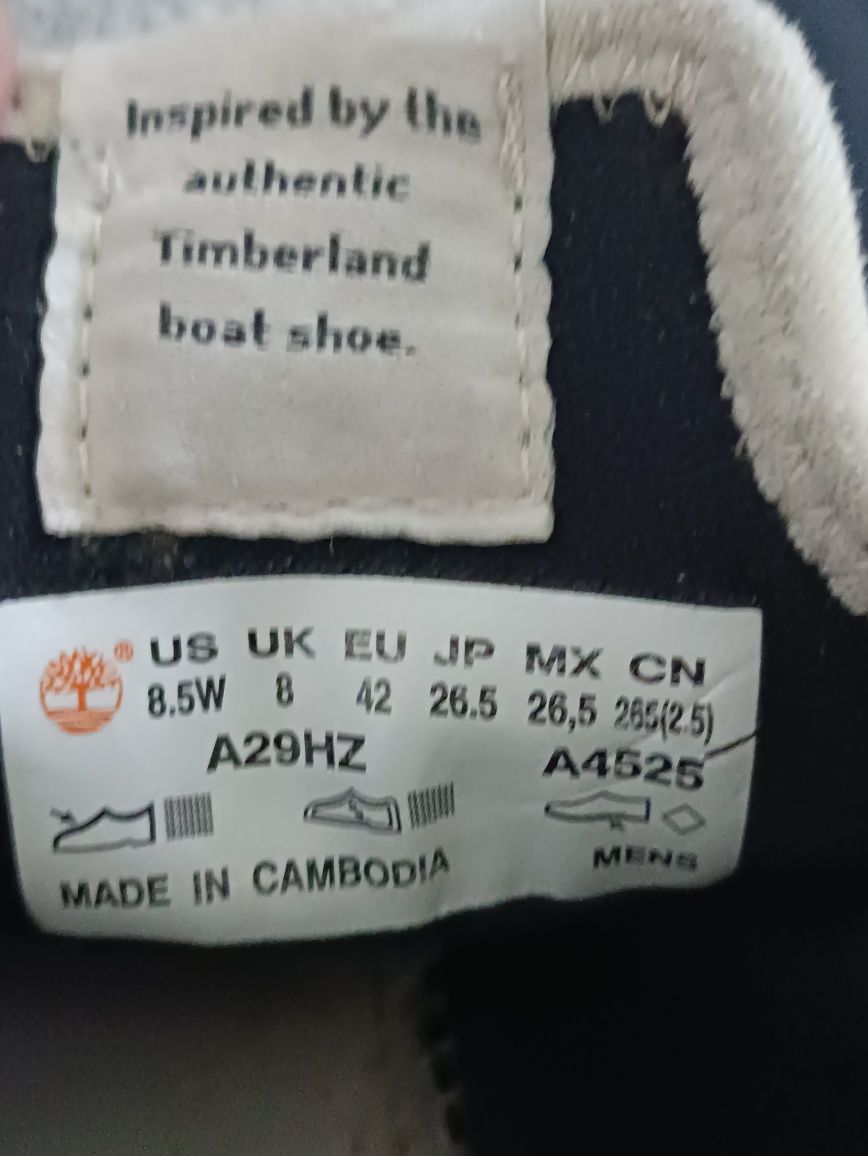 Inspired by the
authentic
Timberland
boat shoe.
® US UK EU JP MX CN
8.5W 8 42 26.5 26,5 265(2.5)
A29HZ A4525
MENS
MADE IN CAMBODIA